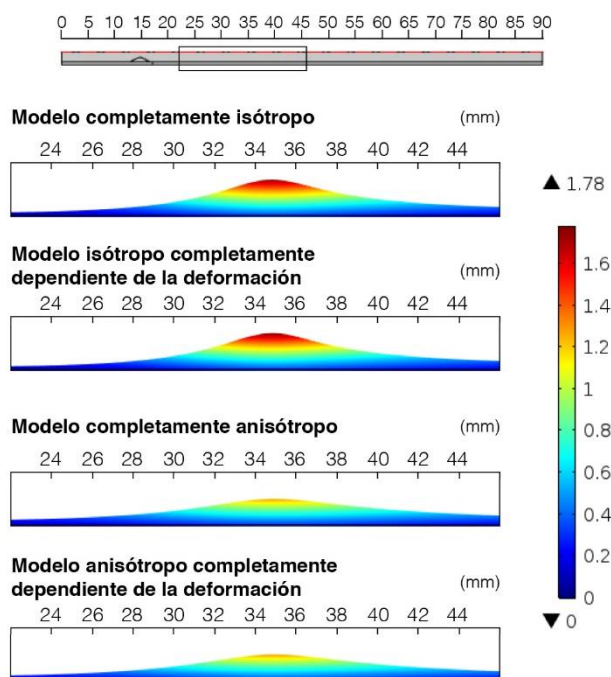 0 5 10 15 20 25 30 35 40 45 50 55 60 65 70 75 80 85 90
Modelo completamente isótropo (mm)
24 26 28 30 32 34 36 38 40 42 44
Modelo isótropo completamente
dependiente de la deformación (mm)
24 26 28 30 32 34 36 38 40 42 44
Modelo completamente anisótropo (mm)
24 26 28 30 32 34 36 40 42 44
Modelo anisótropo completamente
dependiente de la deformación (mm)
24 26 28 30 32 34 36 38 40 42 44
▲ 1.78
1.6
1.4
1.2
1
0.8
0.6
0.4
0.2
0
▼ 0